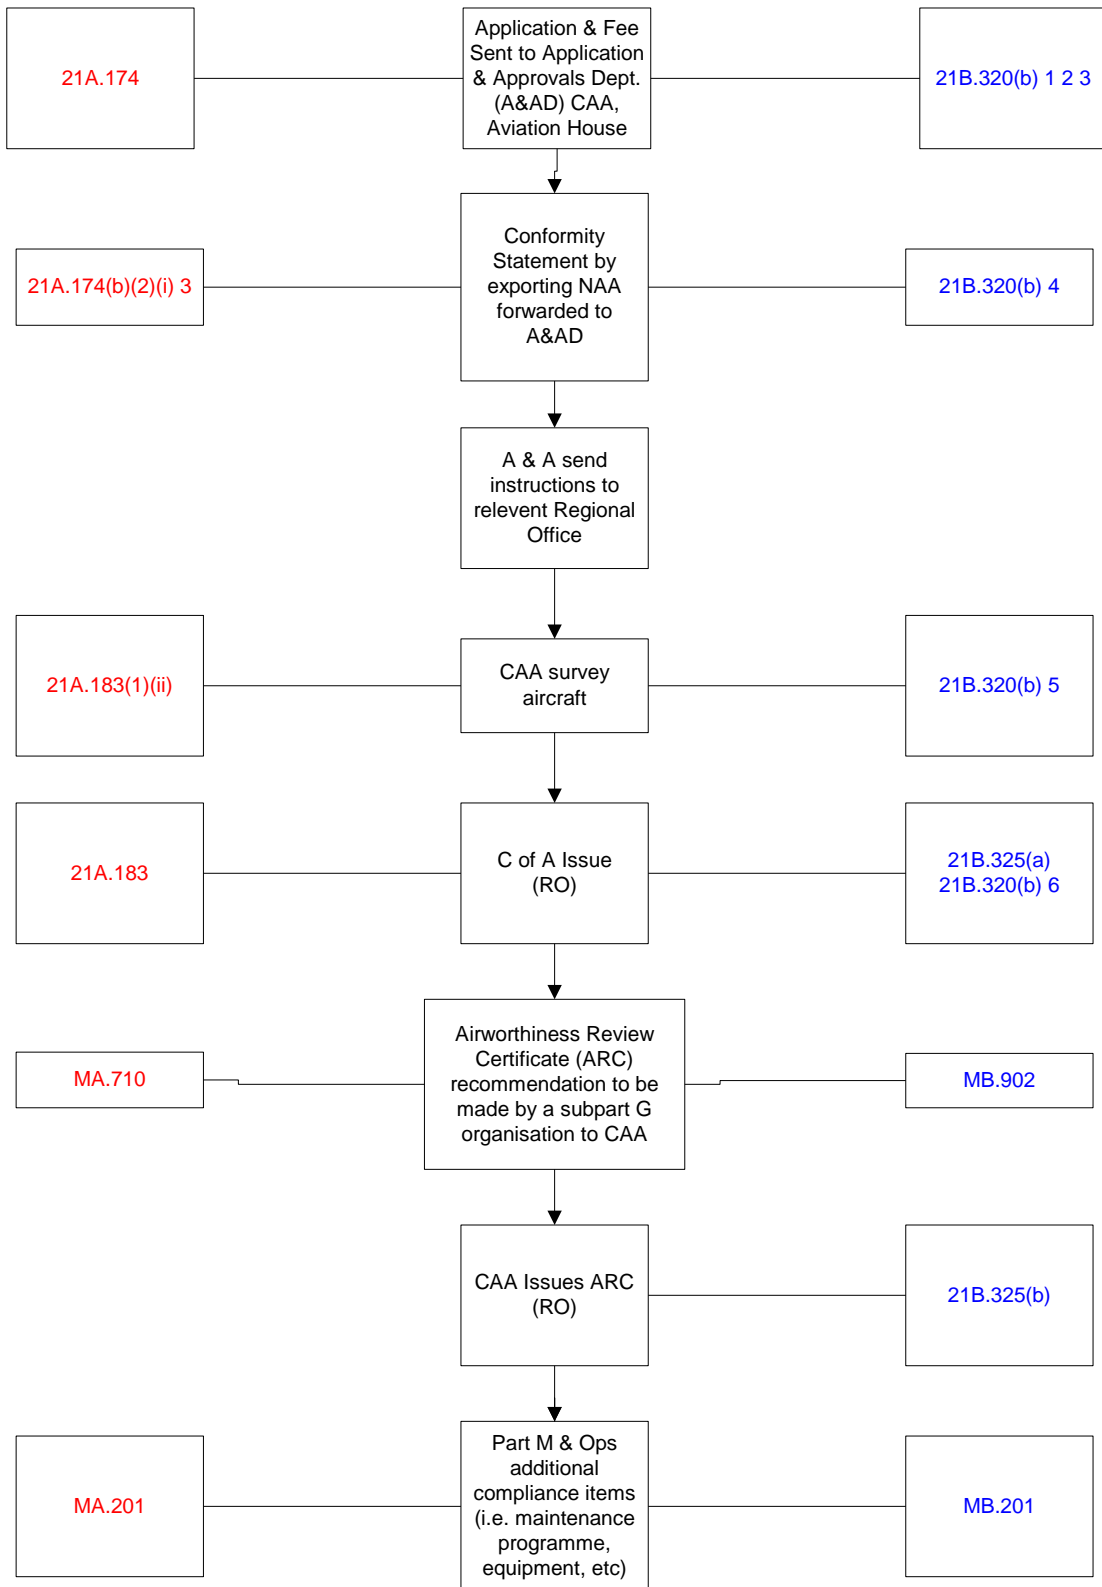 21A.174
Application & Fee
Sent to Application
& Approvals Dept.
(A&AD) CAA,
Aviation House
21B.320(b) 1 2 3
21A.174(b)(2)(i) 3
Conformity
Statement by
exporting NAA
forwarded to
A&AD
21B.320(b) 4
A & A send
instructions to
relevent Regional
Office
21A.183(1)(ii)
CAA survey
aircraft
21B.320(b) 5
21A.183
C of A Issue
(RO)
21B.325(a)
21B.320(b) 6
MA.710
Airworthiness Review
Certificate (ARC)
recommendation to be
made by a subpart G
organisation to CAA
MB.902
CAA Issues ARC
(RO)
21B.325(b)
MA.201
Part M & Ops
additional
compliance items
(i.e. maintenance
programme,
equipment, etc)
MB.201